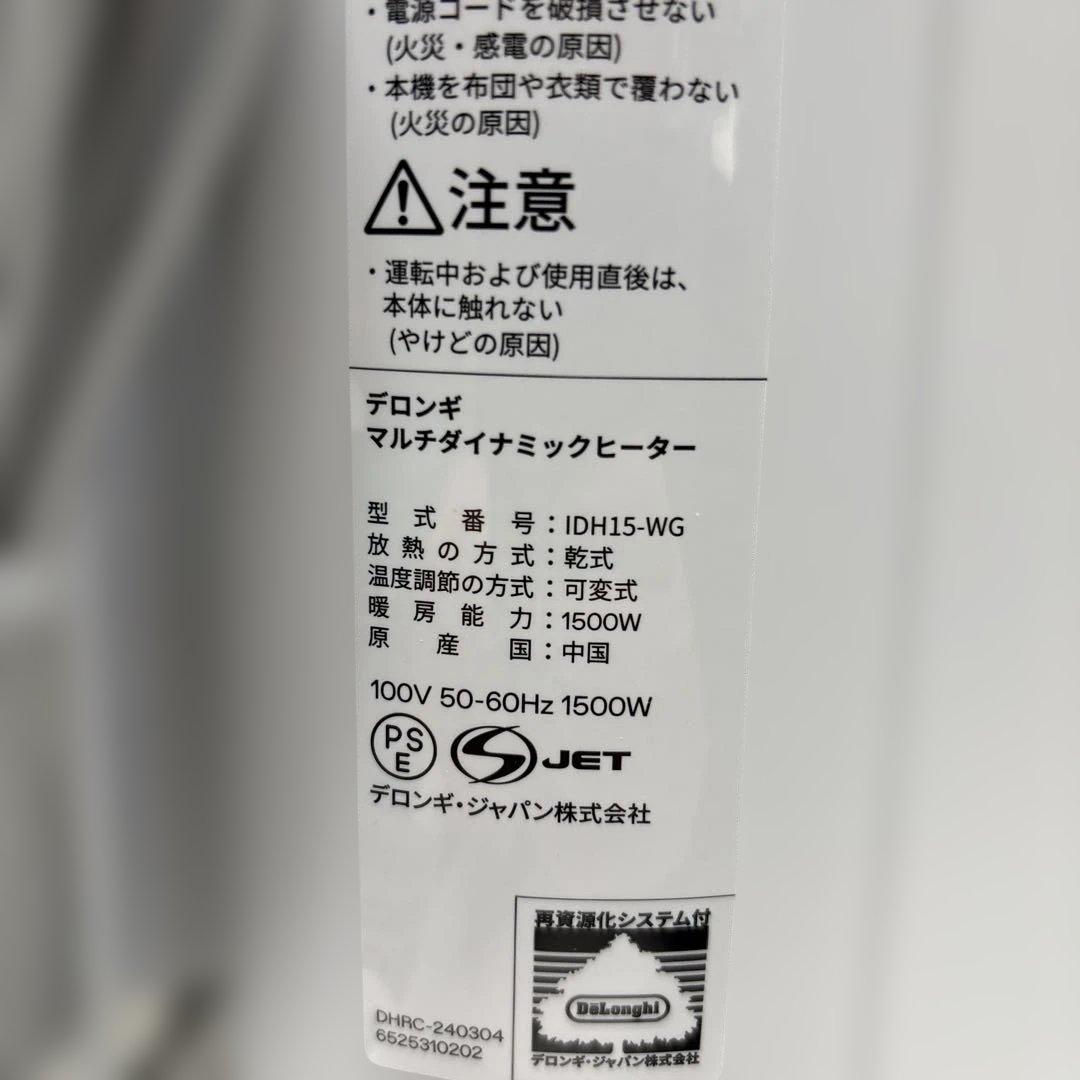 ・電源コードを破損させない
(火災・感電の原因)
・本機を布団や衣類で覆わない
(火災の原因)
注意
・運転中および使用直後は、
本体に触れない
(やけどの原因)
デロンギ
マルチダイナミックヒーター
型式番号：IDH15-WG
放熱の方式：乾式
温度調節の方式：可変式
暖房能力：1500W
原産国：中国
100V 50-60Hz 1500W
PSE JET
デロンギ・ジャパン株式会社
再資源化システム付
DeLonghi
デロンギ・ジャパン株式会社
DHRC-240304
6525310202